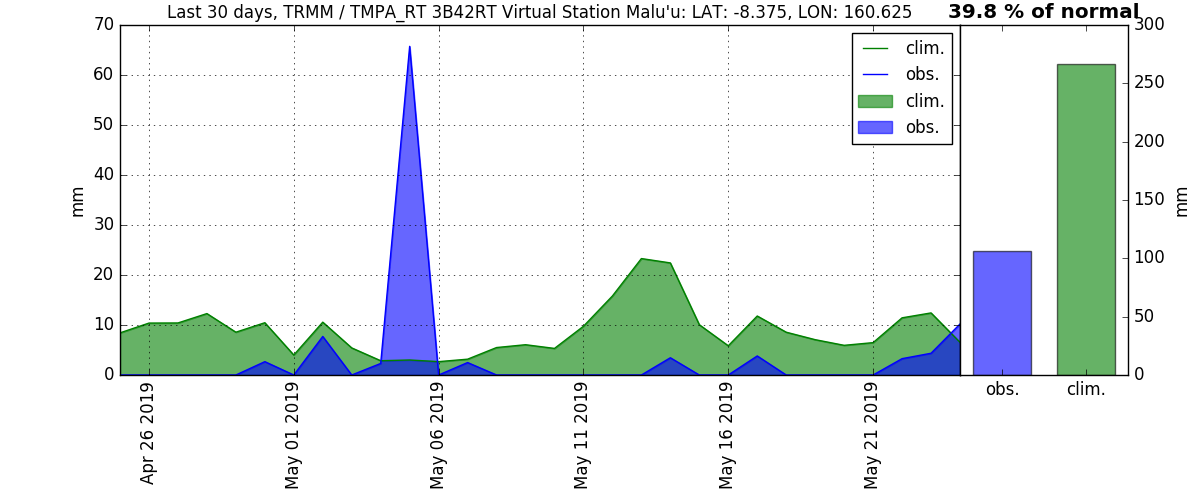 Last 30 days, TRMM / TMPA_RT 3B42RT Virtual Station Malu'u: LAT: -8.375, LON: 160.625
39.8 % of normal
70
60
50
40
30
20
10
0
mm
clim.
obs.
clim.
obs.
Apr 26 2019
May 01 2019
May 06 2019
May 11 2019
May 16 2019
May 21 2019
300
250
200
150
100
50
0
mm
obs.
clim.